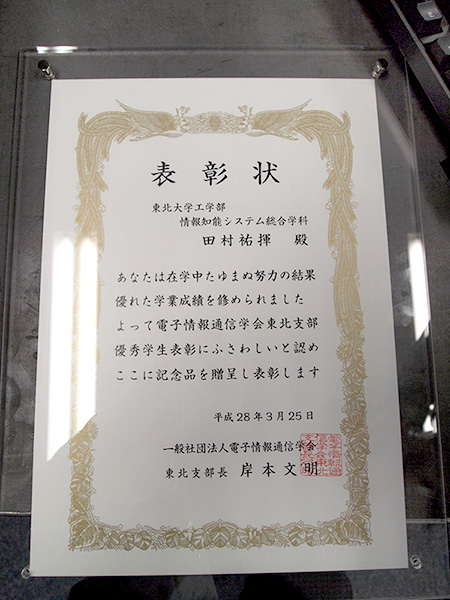 表彰状
東北大学工学部
情報知能システム総合学科
田村祐揮 殿
あなたは在学中たゆまぬ努力の結果
優れた学業成績を修められました
よって電子情報通信学会東北支部
優秀学生表彰にふさわしいと認め
ここに記念品を贈呈し表彰します
平成28年3月25日
一般社団法人電子情報通信学会
東北支部長 岸本文明